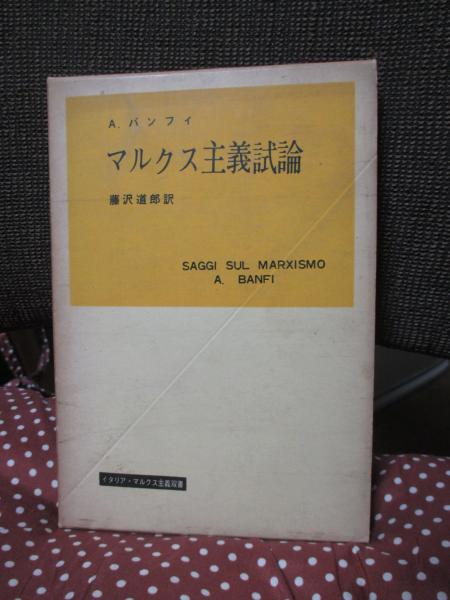 A. バンフィ
マルクス主義試論
藤沢道郎訳
SAGGI SUL MARXISMO
A. BANFI
イタリア・マルクス主義双書